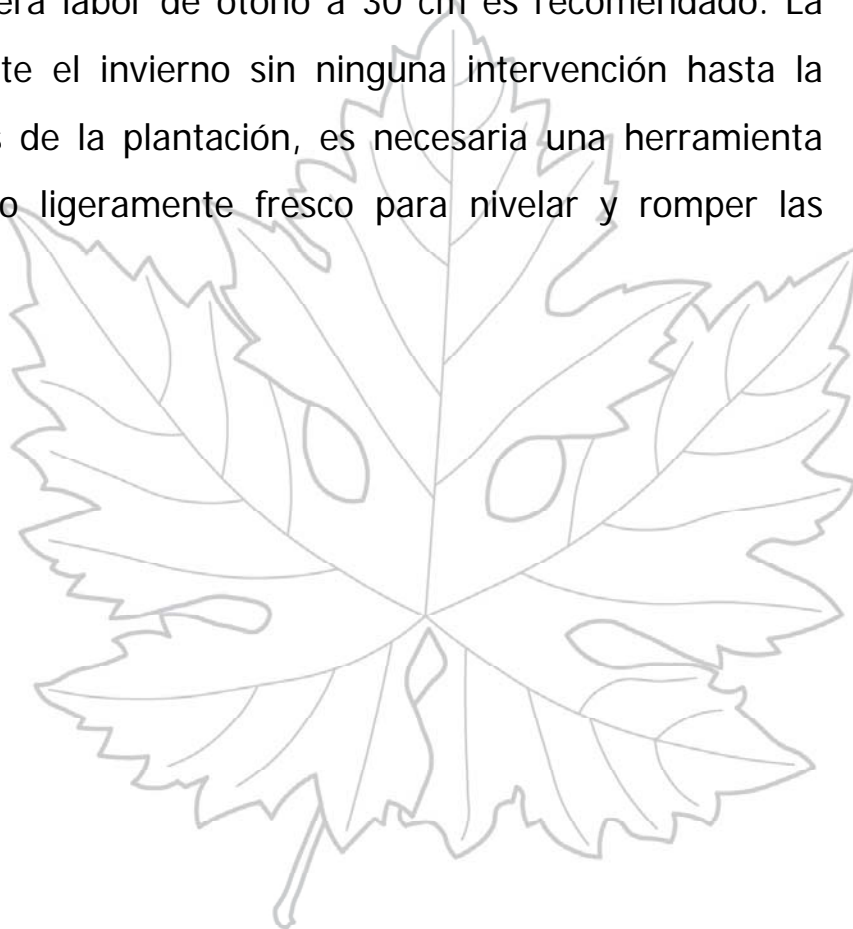 labor de otoño a 30 cm es recomendado. La
te el invierno sin ninguna intervención hasta la
s de la plantación, es necesaria una herramienta
o ligeramente fresco para nivelar y romper las